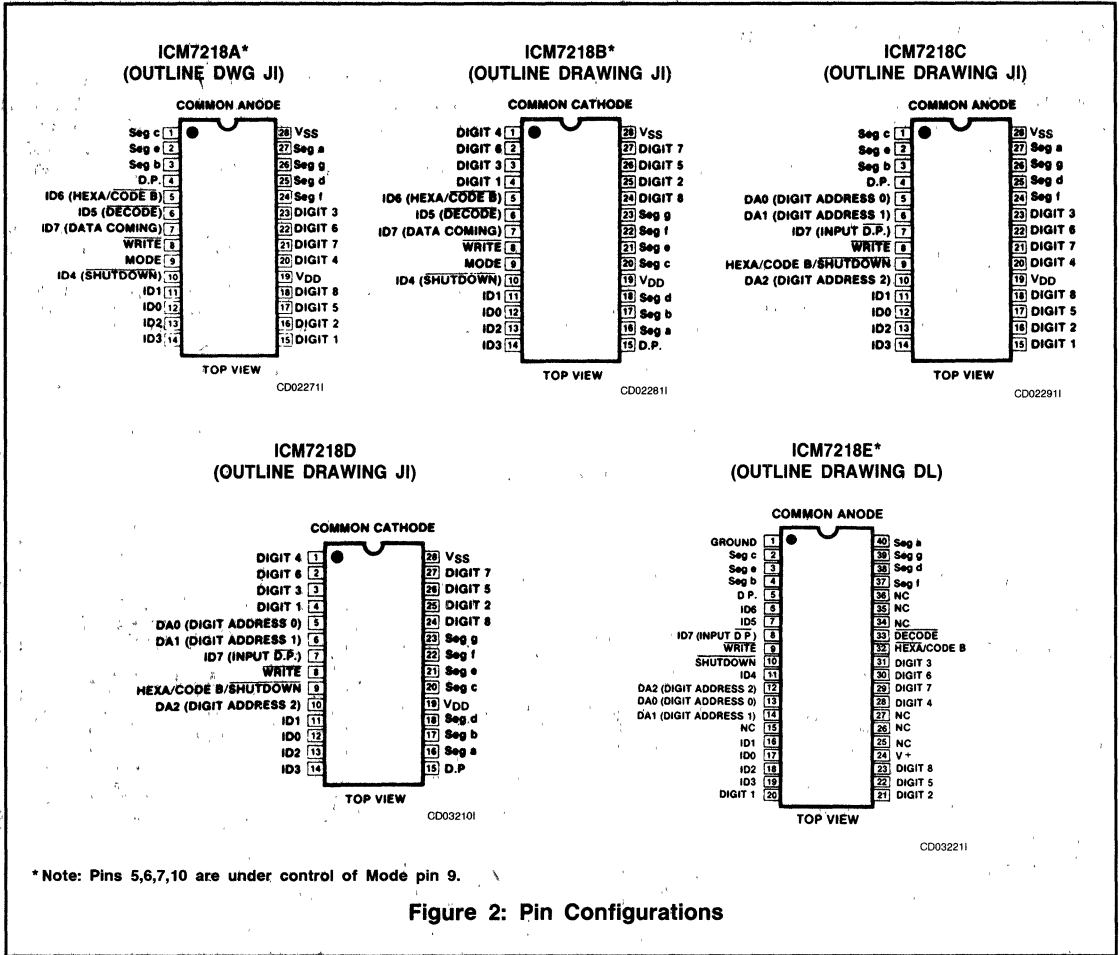 ICM7218A*
(OUTLINE DWG JI)
COMMON ANODE
Seg c 1
Seg e 2
Seg b 3
D.P. 4
ID6 (HEXA/CODE B) 5
ID5 (DECODE) 6
ID7 (DATA COMING) 7
WRITE 8
MODE 9
ID4 (SHUTDOWN) 10
ID1 11
ID0 12
ID2 13
ID3 14
28 VSS
27 Seg a
26 Seg g
25 Seg d
24 Seg f
23 DIGIT 3
22 DIGIT 6
21 DIGIT 7
20 DIGIT 4
19 VDD
18 DIGIT 8
17 DIGIT 5
16 DIGIT 2
15 DIGIT 1
TOP VIEW
CD02271I
ICM7218B*
(OUTLINE DRAWING JI)
COMMON CATHODE
DIGIT 4 1
DIGIT 6 2
DIGIT 3 3
DIGIT 1 4
ID6 (HEXA/CODE B) 5
ID5 (DECODE) 6
ID7 (DATA COMING) 7
WRITE 8
MODE 9
ID4 (SHUTDOWN) 10
ID1 11
ID0 12
ID2 13
ID3 14
28 VSS
27 DIGIT 7
26 DIGIT 5
25 DIGIT 2
24 DIGIT 8
23 Seg g
22 Seg f
21 Seg e
20 Seg c
19 VDD
18 Seg d
17 Seg b
16 Seg a
15 D.P.
TOP VIEW
CD02281I
ICM7218C
(OUTLINE DRAWING JI)
COMMON ANODE
Seg c 1
Seg e 2
Seg b 3
D.P. 4
DA0 (DIGIT ADDRESS 0) 5
DA1 (DIGIT ADDRESS 1) 6
ID7 (INPUT D.P.) 7
WRITE 8
HEXA/CODE B/SHUTDOWN 9
DA2 (DIGIT ADDRESS 2) 10
ID1 11
ID0 12
ID2 13
ID3 14
28 VSS
27 Seg a
26 Seg g
25 Seg d
24 Seg f
23 DIGIT 3
22 DIGIT 6
21 DIGIT 7
20 DIGIT 4
19 VDD
18 DIGIT 8
17 DIGIT 5
16 DIGIT 2
15 DIGIT 1
TOP VIEW
CD02291I
ICM7218D
(OUTLINE DRAWING JI)
COMMON CATHODE
DIGIT 4 1
DIGIT 6 2
DIGIT 3 3
DIGIT 1 4
DA0 (DIGIT ADDRESS 0) 5
DA1 (DIGIT ADDRESS 1) 6
ID7 (INPUT D.P.) 7
WRITE 8
HEXA/CODE B/SHUTDOWN 9
DA2 (DIGIT ADDRESS 2) 10
ID1 11
ID0 12
ID2 13
ID3 14
28 VSS
27 DIGIT 7
26 DIGIT 5
25 DIGIT 2
24 DIGIT 8
23 Seg g
22 Seg f
21 Seg e
20 Seg c
19 VDD
18 Seg d
17 Seg b
16 Seg a
15 D.P
TOP VIEW
CD03210I
ICM7218E*
(OUTLINE DRAWING DL)
COMMON ANODE
GROUND 1
Seg c 2
Seg e 3
Seg b 4
D P. 5
ID6 6
ID5 7
ID7 (INPUT D P) 8
WRITE 9
SHUTDOWN 10
ID4 11
DA2 (DIGIT ADDRESS 2) 12
DA0 (DIGIT ADDRESS 0) 13
DA1 (DIGIT ADDRESS 1) 14
NC 15
ID1 16
ID0 17
ID2 18
ID3 19
DIGIT 1 20
40 Seg a
39 Seg g
38 Seg d
37 Seg f
36 NC
35 NC
34 NC
33 DECODE
32 HEXA/CODE B
31 DIGIT 3
30 DIGIT 6
29 DIGIT 7
28 DIGIT 4
27 NC
26 NC
25 NC
24 V+
23 DIGIT 8
22 DIGIT 5
21 DIGIT 2
TOP VIEW
CD03221I
* Note: Pins 5,6,7,10 are under control of Mode pin 9.
Figure 2: Pin Configurations